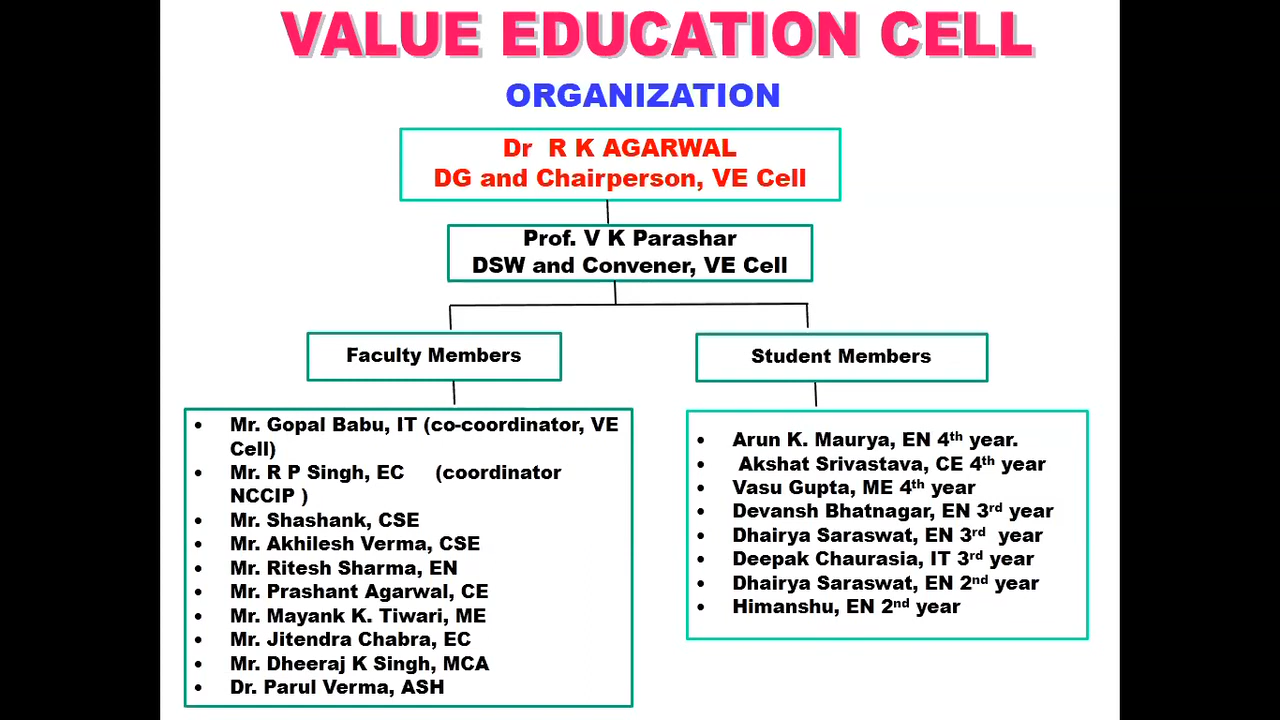 VALUE EDUCATION CELL
ORGANIZATION
Dr R K AGARWAL
DG and Chairperson, VE Cell
Prof. V K Parashar
DSW and Convener, VE Cell
Faculty Members
Student Members
• Mr. Gopal Babu, IT (co-coordinator, VE
Cell)
• Mr. R P Singh, EC (coordinator
NCCIP )
• Mr. Shashank, CSE
• Mr. Akhilesh Verma, CSE
• Mr. Ritesh Sharma, EN
• Mr. Prashant Agarwal, CE
• Mr. Mayank K. Tiwari, ME
• Mr. Jitendra Chabra, EC
• Mr. Dheeraj K Singh, MCA
• Dr. Parul Verma, ASH
• Arun K. Maurya, EN 4th year.
• Akshat Srivastava, CE 4th year
• Vasu Gupta, ME 4th year
• Devansh Bhatnagar, EN 3rd year
• Dhairya Saraswat, EN 3rd year
• Deepak Chaurasia, IT 3rd year
• Dhairya Saraswat, EN 2nd year
• Himanshu, EN 2nd year